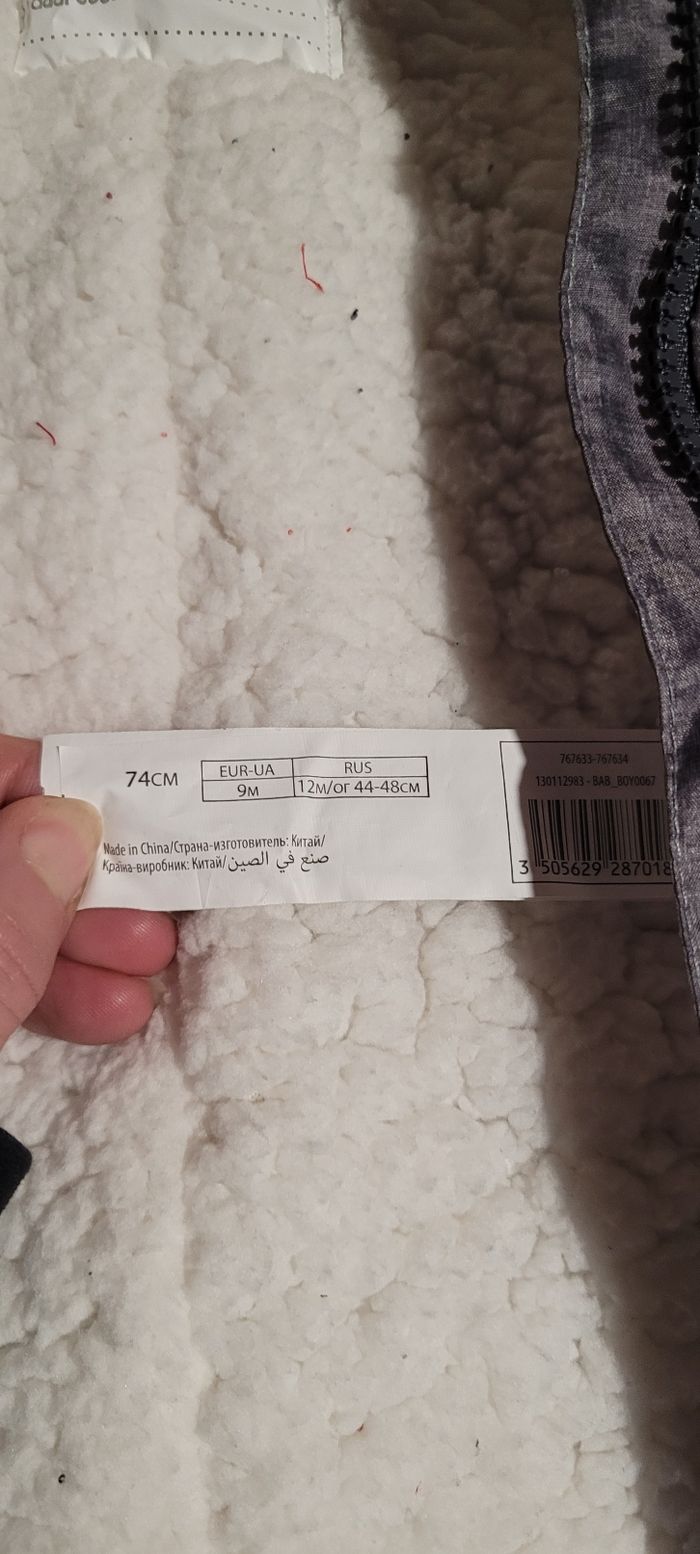 74CM
EUR-UA RUS
9M 12M/ОГ 44-48СМ
Made in China/Страна-изготовитель: Китай/
Країна-виробник: Китай/صنع في الصين
767633-767634
130112983 - BAB_BOY0067
3 505629 287018